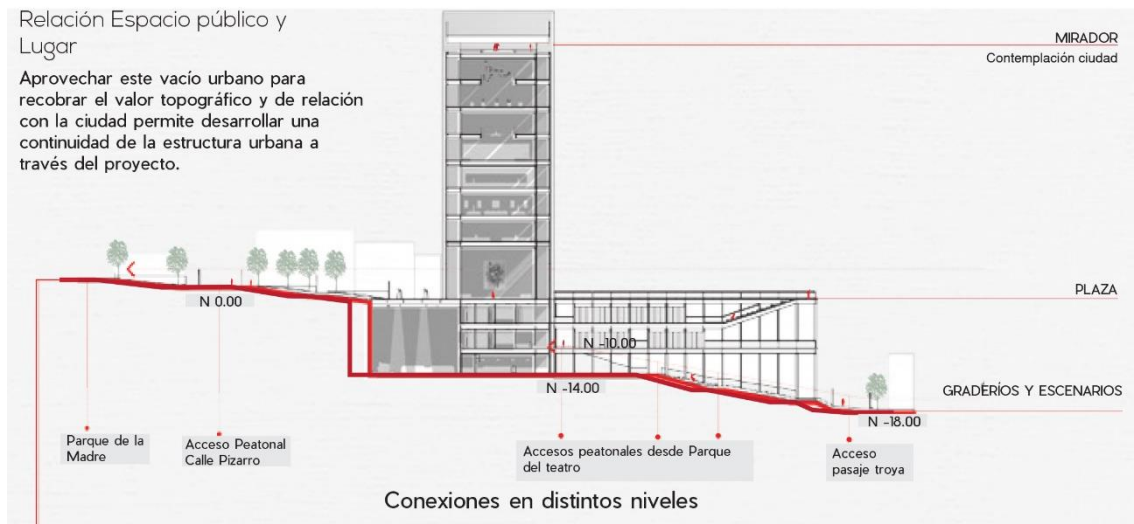 Relación Espacio público y
Lugar
Aprovechar este vacío urbano para
recobrar el valor topográfico y de relación
con la ciudad permite desarrollar una
continuidad de la estructura urbana a
través del proyecto.
MIRADOR
Contemplación ciudad
PLAZA
N 0.00
N -10.00
N -14.00
GRADERÍOS Y ESCENARIOS
N -18.00
Parque de la
Madre
Acceso Peatonal
Calle Pizarro
Accesos peatonales desde Parque
del teatro
Acceso
pasaje troya
Conexiones en distintos niveles